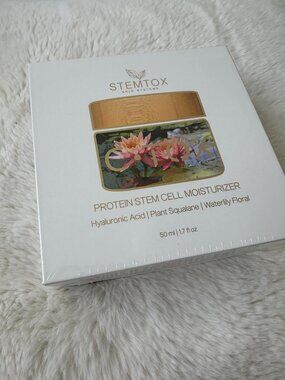 STEMTOX
SKIN SYSTEMS
PROTEIN STEM CELL MOISTURIZER
Hyaluronic Acid | Plant Squalane | Waterlily Floral
50 ml | 1.7 fl oz